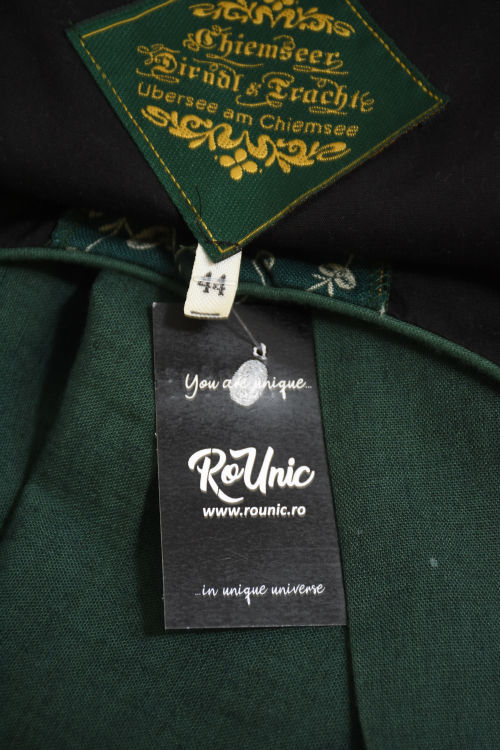 Chiemseer
Dirndl & Tracht
Übersee am Chiemsee
44
You are unique...
RoUnic
www.rounic.ro
...in unique universe